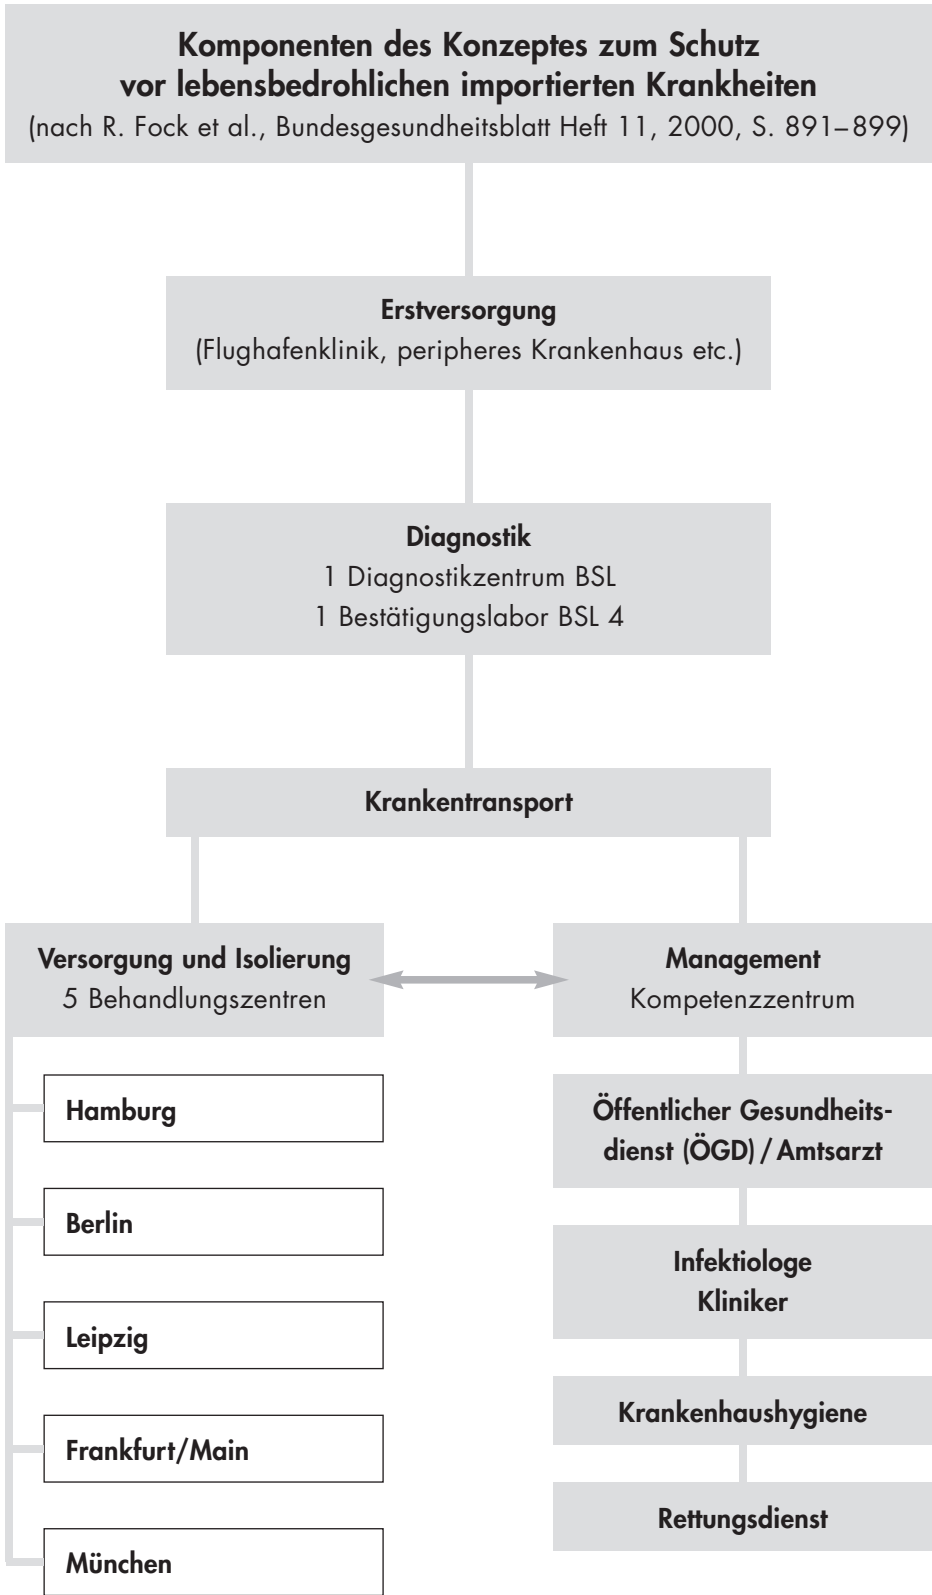 Komponenten des Konzeptes zum Schutz
vor lebensbedrohlichen importierten Krankheiten
(nach R. Fock et al., Bundesgesundheitsblatt Heft 11, 2000, S. 891–899)
Erstversorgung
(Flughafenklinik, peripheres Krankenhaus etc.)
Diagnostik
1 Diagnostikzentrum BSL
1 Bestätigungslabor BSL 4
Krankentransport
Versorgung und Isolierung
5 Behandlungszentren
Hamburg
Berlin
Leipzig
Frankfurt/Main
München
Management
Kompetenzzentrum
Öffentlicher Gesundheits-
dienst (ÖGD) / Amtsarzt
Infektiologe
Kliniker
Krankenhaushygiene
Rettungsdienst